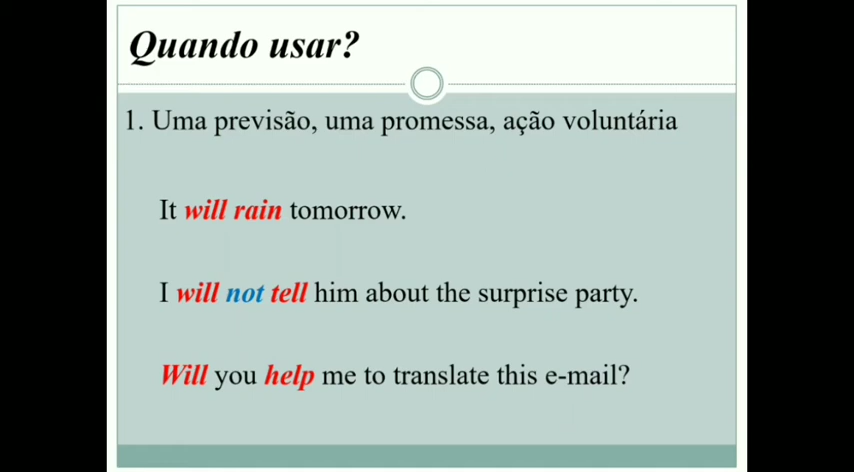 Quando usar?
1. Uma previsão, uma promessa, ação voluntária
It will rain tomorrow.
I will not tell him about the surprise party.
Will you help me to translate this e-mail?